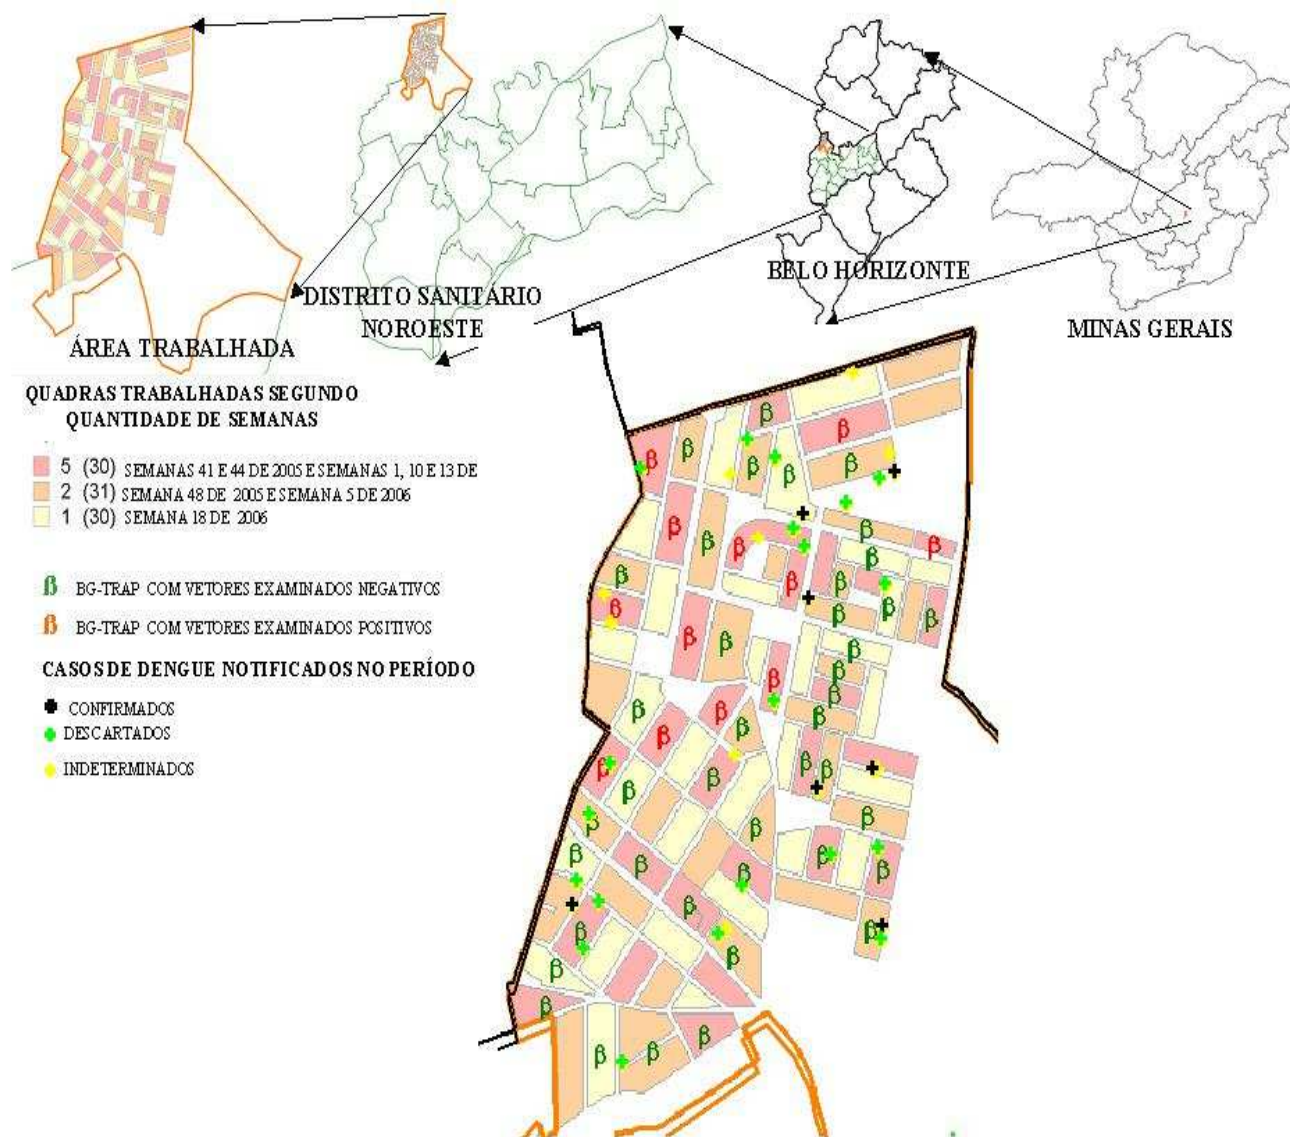 ÁREA TRABALHADA
DISTRITO SANITÁRIO
NOROESTE
BELO HORIZONTE
MINAS GERAIS
QUADRAS TRABALHADAS SEGUNDO
QUANTIDADE DE SEMANAS
5 (30) SEMANAS 41 E 44 DE 2005 E SEMANAS 1, 10 E 13 DE
2 (31) SEMANA 48 DE 2005 E SEMANA 5 DE 2006
1 (30) SEMANA 18 DE 2006
β BG-TRAP COM VETORES EXAMINADOS NEGATIVOS
β BG-TRAP COM VETORES EXAMINADOS POSITIVOS
CASOS DE DENGUE NOTIFICADOS NO PERÍODO
CONFIRMADOS
DESCARTADOS
INDETERMINADOS